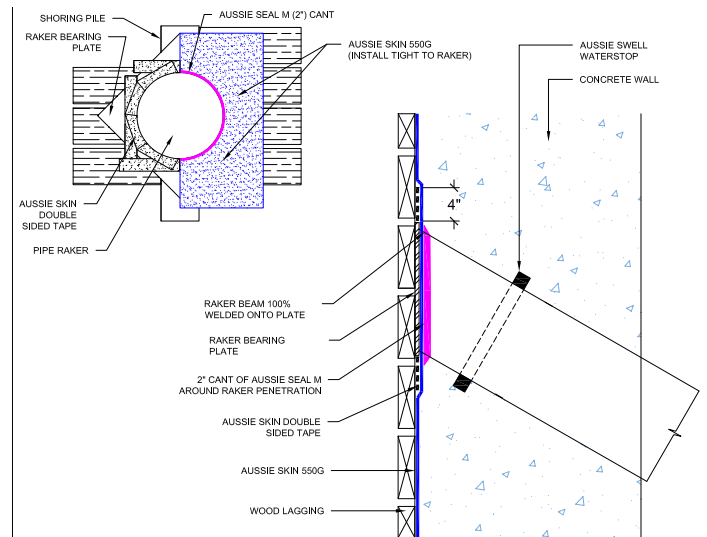 SHORING PILE
AUSSIE SEAL M (2") CANT
RAKER BEARING
PLATE
AUSSIE SKIN 550G
(INSTALL TIGHT TO RAKER)
AUSSIE SWELL
WATERSTOP
CONCRETE WALL
AUSSIE SKIN
DOUBLE
SIDED TAPE
PIPE RAKER
4"
RAKER BEAM 100%
WELDED ONTO PLATE
RAKER BEARING
PLATE
2" CANT OF AUSSIE SEAL M
AROUND RAKER PENETRATION
AUSSIE SKIN DOUBLE
SIDED TAPE
AUSSIE SKIN 550G
WOOD LAGGING